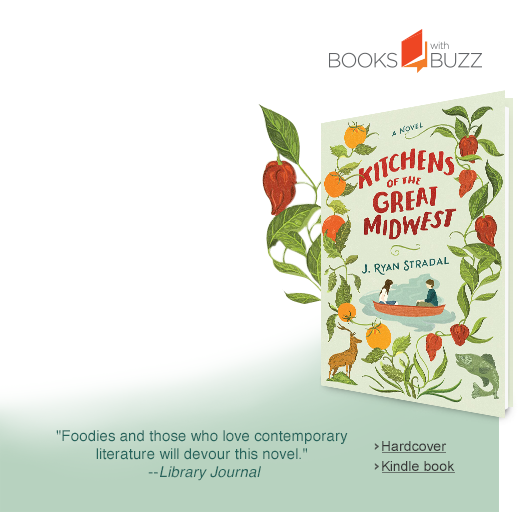 BOOKS with BUZZ
A NOVEL
KITCHENS
OF THE
GREAT
MIDWEST
J. RYAN STRADAL
"Foodies and those who love contemporary
literature will devour this novel."
--Library Journal
› Hardcover
› Kindle book